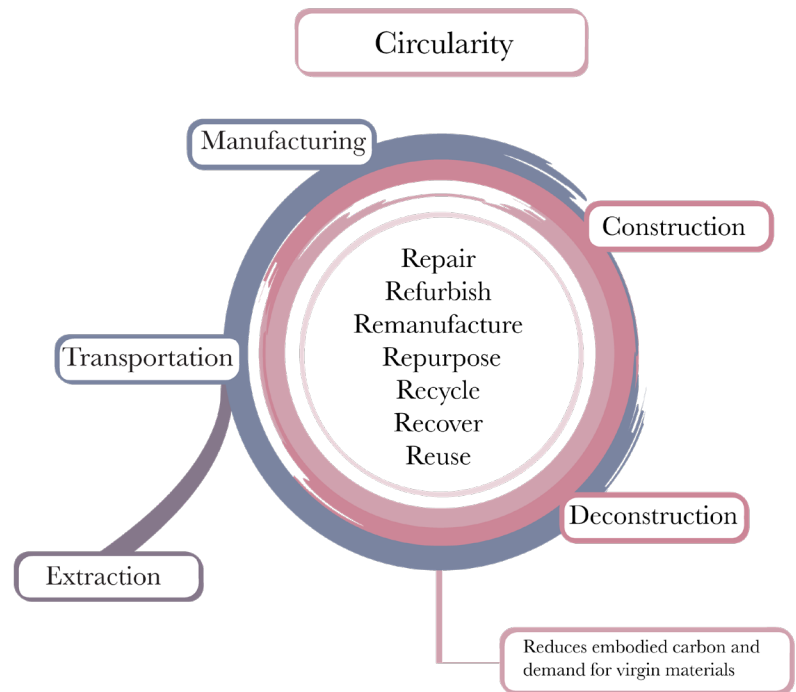 Circularity
Manufacturing
Construction
Repair
Refurbish
Remanufacture
Repurpose
Recycle
Recover
Reuse
Transportation
Deconstruction
Extraction
Reduces embodied carbon and
demand for virgin materials